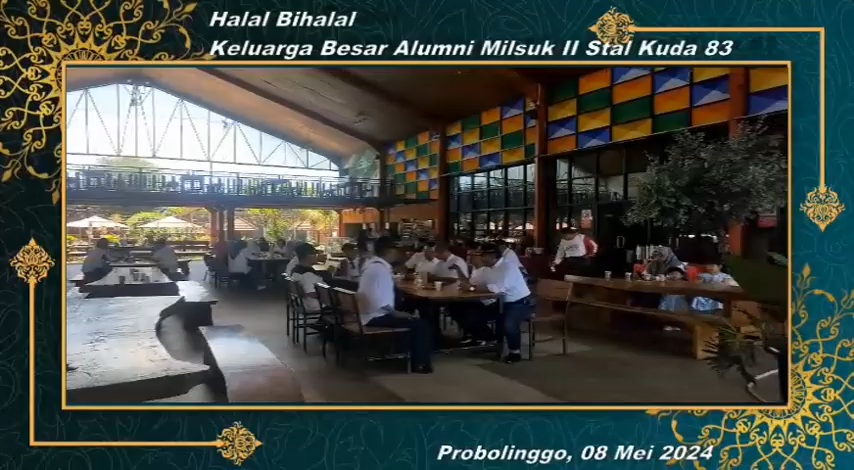 Halal Bihalal
Keluarga Besar Alumni Milsuk II Stal Kuda 83
Probolinggo, 08 Mei 2024